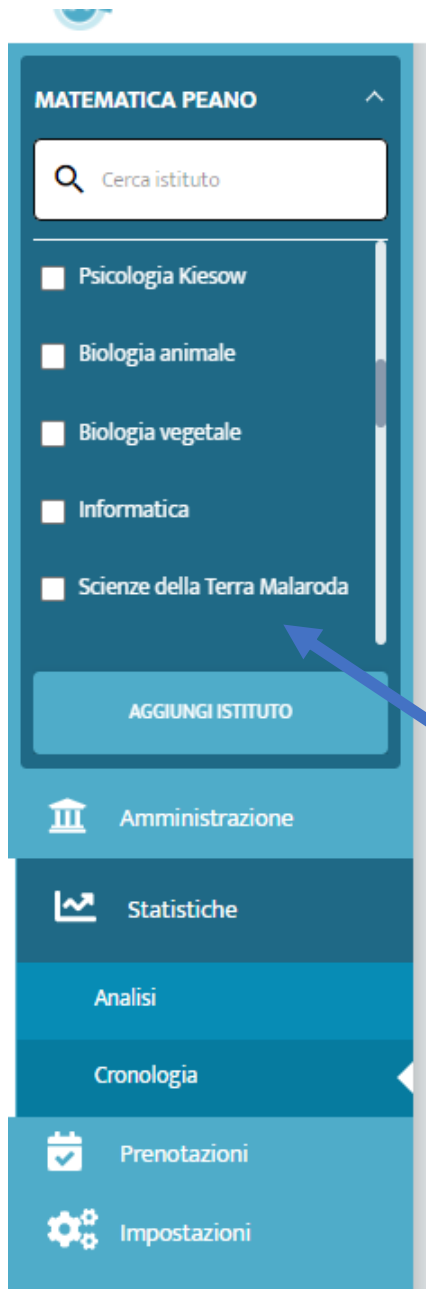 MATEMATICA PEANO
Cerca istituto
Psicologia Kiesow
Biologia animale
Biologia vegetale
Informatica
Scienze della Terra Malaroda
AGGIUNGI ISTITUTO
Amministrazione
Statistiche
Analisi
Cronologia
Prenotazioni
Impostazioni